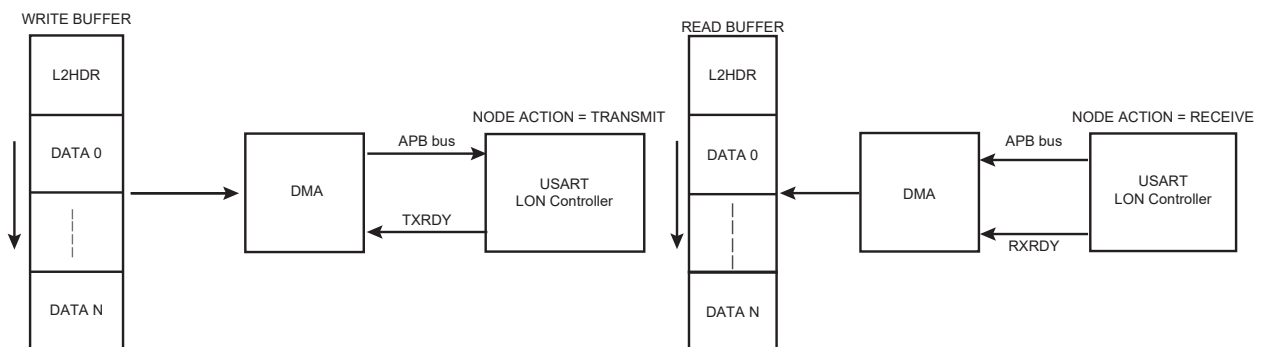 WRITE BUFFER
L2HDR
DATA 0
DATA N
DMA
APB bus
TXRDY
NODE ACTION = TRANSMIT
USART
LON Controller
READ BUFFER
L2HDR
DATA 0
DATA N
DMA
APB bus
RXRDY
NODE ACTION = RECEIVE
USART
LON Controller